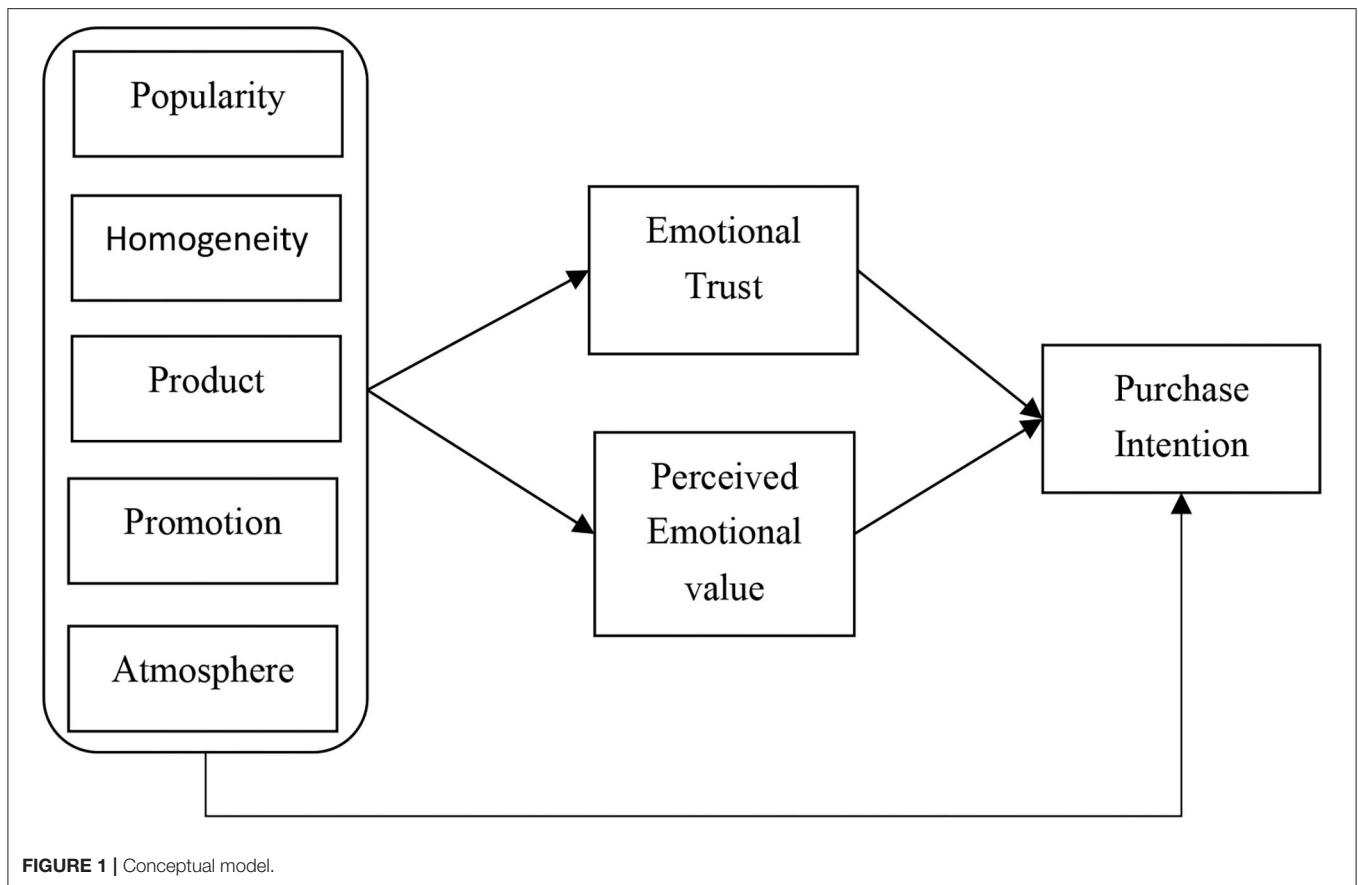 Popularity
Homogeneity
Product
Promotion
Atmosphere
Emotional
Trust
Perceived
Emotional
value
Purchase
Intention
FIGURE 1 | Conceptual model.